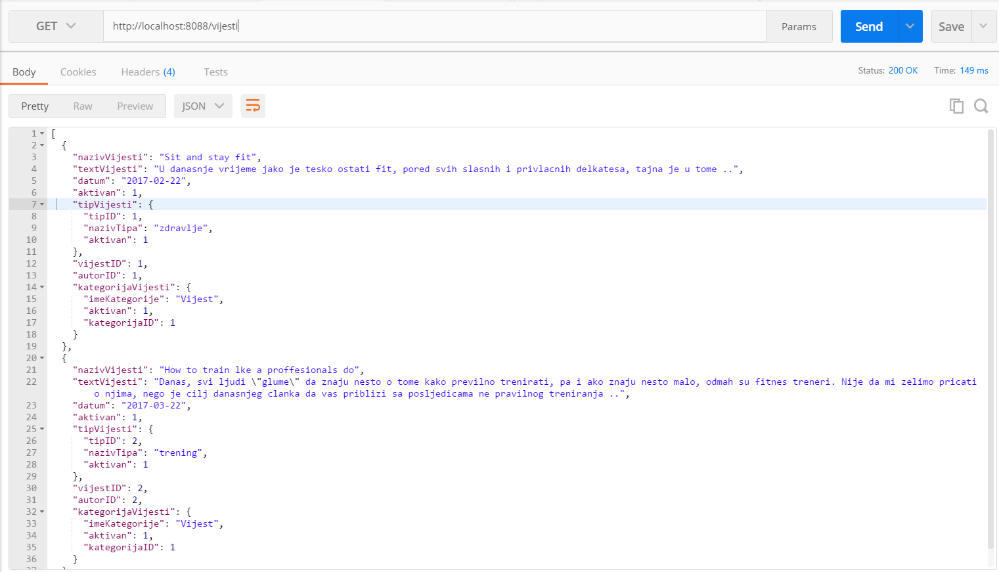 GET http://localhost:8088/vijesti Params Send Save
Body Cookies Headers (4) Tests Status: 200 OK Time: 149 ms
Pretty Raw Preview JSON
1 [
2 {
3 "nazivVijesti": "Sit and stay fit",
4 "textVijesti": "U danasnje vrijeme jako je tesko ostati fit, pored svih slasnih i privlacnih delkatesa, tajna je u tome ..",
5 "datum": "2017-02-22",
6 "aktivan": 1,
7 "tipVijesti": {
8 "tipID": 1,
9 "nazivTipa": "zdravlje",
10 "aktivan": 1
11 },
12 "vijestID": 1,
13 "autorID": 1,
14 "kategorijaVijesti": {
15 "imeKategorije": "Vijest",
16 "aktivan": 1,
17 "kategorijaID": 1
18 }
19 },
20 {
21 "nazivVijesti": "How to train lke a proffesionals do",
22 "textVijesti": "Danas, svi ljudi \"glume\" da znaju nesto o tome kako previlno trenirati, pa i ako znaju nesto malo, odmah su fitnes treneri. Nije da mi zelimo pricati
o njima, nego je cilj danasnjeg clanka da vas priblizi sa posljedicama ne pravilnog treniranja ..",
23 "datum": "2017-03-22",
24 "aktivan": 1,
25 "tipVijesti": {
26 "tipID": 2,
27 "nazivTipa": "trening",
28 "aktivan": 1
29 },
30 "vijestID": 2,
31 "autorID": 2,
32 "kategorijaVijesti": {
33 "imeKategorije": "Vijest",
34 "aktivan": 1,
35 "kategorijaID": 1
36 }